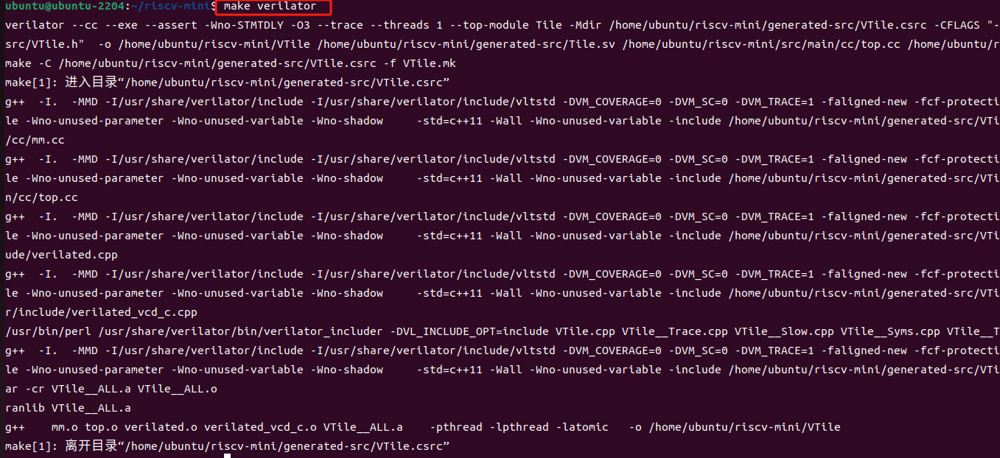 ubuntu@ubuntu-2204:~/riscv-mini$ make verilator
verilator --cc --exe --assert -Wno-STMTDLY -O3 --trace --threads 1 --top-module Tile -Mdir /home/ubuntu/riscv-mini/generated-src/VTile.csrc -CFLAGS "-
src/VTile.h"  -o /home/ubuntu/riscv-mini/VTile /home/ubuntu/riscv-mini/generated-src/Tile.sv /home/ubuntu/riscv-mini/src/main/cc/top.cc /home/ubuntu/r
make -C /home/ubuntu/riscv-mini/generated-src/VTile.csrc -f VTile.mk
make[1]: 进入目录“/home/ubuntu/riscv-mini/generated-src/VTile.csrc”
g++  -I.  -MMD -I/usr/share/verilator/include -I/usr/share/verilator/include/vltstd -DVM_COVERAGE=0 -DVM_SC=0 -DVM_TRACE=1 -faligned-new -fcf-protecti
le -Wno-unused-parameter -Wno-unused-variable -Wno-shadow     -std=c++11 -Wall -Wno-unused-variable -include /home/ubuntu/riscv-mini/generated-src/VTi
/cc/mm.cc
g++  -I.  -MMD -I/usr/share/verilator/include -I/usr/share/verilator/include/vltstd -DVM_COVERAGE=0 -DVM_SC=0 -DVM_TRACE=1 -faligned-new -fcf-protecti
le -Wno-unused-parameter -Wno-unused-variable -Wno-shadow     -std=c++11 -Wall -Wno-unused-variable -include /home/ubuntu/riscv-mini/generated-src/VTi
n/cc/top.cc
g++  -I.  -MMD -I/usr/share/verilator/include -I/usr/share/verilator/include/vltstd -DVM_COVERAGE=0 -DVM_SC=0 -DVM_TRACE=1 -faligned-new -fcf-protecti
le -Wno-unused-parameter -Wno-unused-variable -Wno-shadow     -std=c++11 -Wall -Wno-unused-variable -include /home/ubuntu/riscv-mini/generated-src/VTi
ude/verilated.cpp
g++  -I.  -MMD -I/usr/share/verilator/include -I/usr/share/verilator/include/vltstd -DVM_COVERAGE=0 -DVM_SC=0 -DVM_TRACE=1 -faligned-new -fcf-protecti
le -Wno-unused-parameter -Wno-unused-variable -Wno-shadow     -std=c++11 -Wall -Wno-unused-variable -include /home/ubuntu/riscv-mini/generated-src/VTi
r/include/verilated_vcd_c.cpp
/usr/bin/perl /usr/share/verilator/bin/verilator_includer -DVL_INCLUDE_OPT=include VTile.cpp VTile__Trace.cpp VTile__Slow.cpp VTile__Syms.cpp VTile__T
g++  -I.  -MMD -I/usr/share/verilator/include -I/usr/share/verilator/include/vltstd -DVM_COVERAGE=0 -DVM_SC=0 -DVM_TRACE=1 -faligned-new -fcf-protecti
le -Wno-unused-parameter -Wno-unused-variable -Wno-shadow     -std=c++11 -Wall -Wno-unused-variable -include /home/ubuntu/riscv-mini/generated-src/VTi
ar -cr VTile__ALL.a VTile__ALL.o
ranlib VTile__ALL.a
g++    mm.o top.o verilated.o verilated_vcd_c.o VTile__ALL.a    -pthread -lpthread -latomic   -o /home/ubuntu/riscv-mini/VTile
make[1]: 离开目录“/home/ubuntu/riscv-mini/generated-src/VTile.csrc”